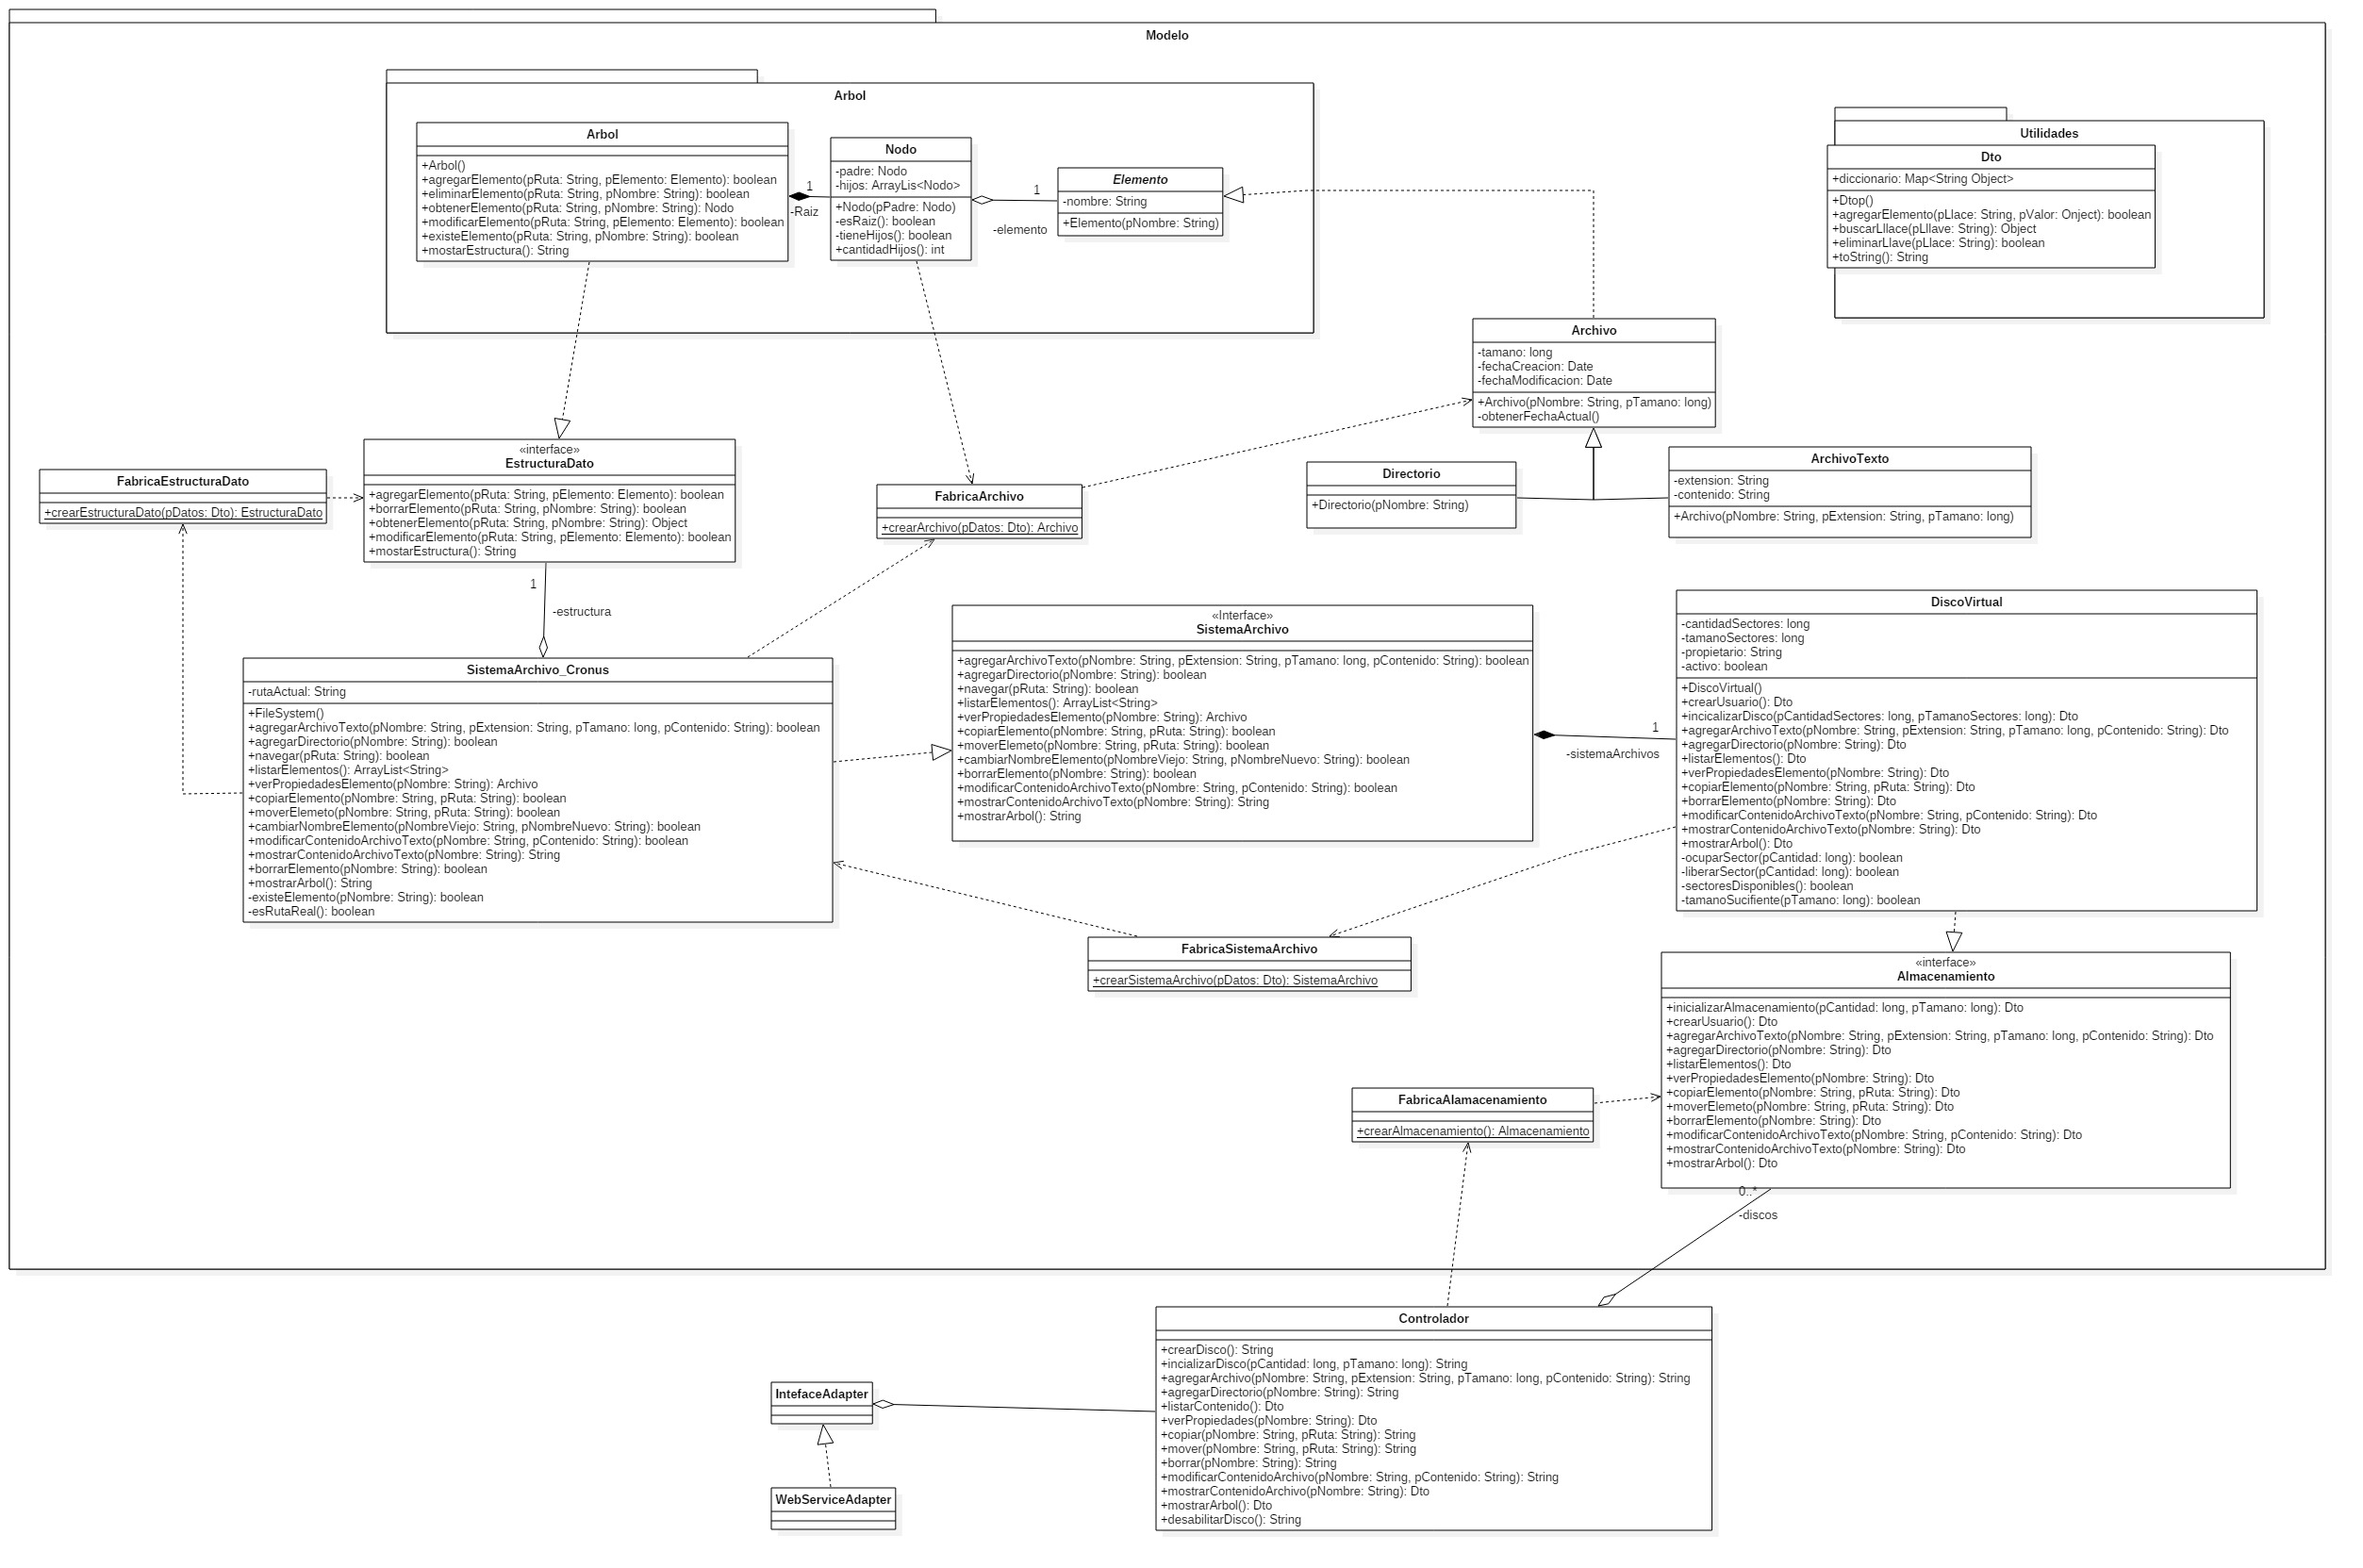 Modelo
Arbol
Arbol
+Arbol()
+agregarElemento(pRuta: String, pElemento: Elemento): boolean
+eliminarElemento(pRuta: String, pNombre: String): boolean
+obtenerElemento(pRuta: String, pNombre: String): Nodo
+modificarElemento(pRuta: String, pElemento: Elemento): boolean
+existeElemento(pRuta: String, pNombre: String): boolean
+mostarEstructura(): String
1
-Raiz
Nodo
-padre: Nodo
-hijos: ArrayLis<Nodo>
+Nodo(pPadre: Nodo)
-esRaiz(): boolean
-tieneHijos(): boolean
+cantidadHijos(): int
1
-elemento
Elemento
-nombre: String
+Elemento(pNombre: String)
Utilidades
Dto
+diccionario: Map<String Object>
+Dtop()
+agregarElemento(pLlace: String, pValor: Onject): boolean
+buscarLllace(pLllave: String): Object
+eliminarLlave(pLlace: String): boolean
+toString(): String
Archivo
-tamano: long
-fechaCreacion: Date
-fechaModificacion: Date
+Archivo(pNombre: String, pTamano: long)
-obtenerFechaActual()
Directorio
+Directorio(pNombre: String)
ArchivoTexto
-extension: String
-contenido: String
+Archivo(pNombre: String, pExtension: String, pTamano: long)
FabricaEstructuraDato
+crearEstructuraDato(pDatos: Dto): EstructuraDato
«interface»
EstructuraDato
+agregarElemento(pRuta: String, pElemento: Elemento): boolean
+borrarElemento(pRuta: String, pNombre: String): boolean
+obtenerElemento(pRuta: String, pNombre: String): Object
+modificarElemento(pRuta: String, pElemento: Elemento): boolean
+mostarEstructura(): String
1
-estructura
FabricaArchivo
+crearArchivo(pDatos: Dto): Archivo
SistemaArchivo_Cronus
-rutaActual: String
+FileSystem()
+agregarArchivoTexto(pNombre: String, pExtension: String, pTamano: long, pContenido: String): boolean
+agregarDirectorio(pNombre: String): boolean
+navegar(pRuta: String): boolean
+listarElementos(): ArrayList<String>
+verPropiedadesElemento(pNombre: String): Archivo
+copiarElemento(pNombre: String, pRuta: String): boolean
+moverElemeto(pNombre: String, pRuta: String): boolean
+cambiarNombreElemento(pNombreViejo: String, pNombreNuevo: String): boolean
+modificarContenidoArchivoTexto(pNombre: String, pContenido: String): boolean
+mostrarContenidoArchivoTexto(pNombre: String): String
+borrarElemento(pNombre: String): boolean
+mostrarArbol(): String
-existeElemento(pNombre: String): boolean
-esRutaReal(): boolean
«Interface»
SistemaArchivo
+agregarArchivoTexto(pNombre: String, pExtension: String, pTamano: long, pContenido: String): boolean
+agregarDirectorio(pNombre: String): boolean
+navegar(pRuta: String): boolean
+listarElementos(): ArrayList<String>
+verPropiedadesElemento(pNombre: String): Archivo
+copiarElemento(pNombre: String, pRuta: String): boolean
+moverElemeto(pNombre: String, pRuta: String): boolean
+cambiarNombreElemento(pNombreViejo: String, pNombreNuevo: String): boolean
+borrarElemento(pNombre: String): boolean
+modificarContenidoArchivoTexto(pNombre: String, pContenido: String): boolean
+mostrarContenidoArchivoTexto(pNombre: String): String
+mostrarArbol(): String
1
-sistemaArchivos
DiscoVirtual
-cantidadSectores: long
-tamanoSectores: long
-propietario: String
-activo: boolean
+DiscoVirtual()
+crearUsuario(): Dto
+incicalizarDisco(pCantidadSectores: long, pTamanoSectores: long): Dto
+agregarArchivoTexto(pNombre: String, pExtension: String, pTamano: long, pContenido: String): Dto
+agregarDirectorio(pNombre: String): Dto
+listarElementos(): Dto
+verPropiedadesElemento(pNombre: String): Dto
+copiarElemento(pNombre: String, pRuta: String): Dto
+borrarElemento(pNombre: String): Dto
+modificarContenidoArchivoTexto(pNombre: String, pContenido: String): Dto
+mostrarContenidoArchivoTexto(pNombre: String): Dto
+mostrarArbol(): Dto
-ocuparSector(pCantidad: long): boolean
-liberarSector(pCantidad: long): boolean
-sectoresDisponibles(): boolean
-tamanoSucifiente(pTamano: long): boolean
FabricaSistemaArchivo
+crearSistemaArchivo(pDatos: Dto): SistemaArchivo
«interface»
Almacenamiento
+inicializarAlmacenamiento(pCantidad: long, pTamano: long): Dto
+crearUsuario(): Dto
+agregarArchivoTexto(pNombre: String, pExtension: String, pTamano: long, pContenido: String): Dto
+agregarDirectorio(pNombre: String): Dto
+listarElementos(): Dto
+verPropiedadesElemento(pNombre: String): Dto
+copiarElemento(pNombre: String, pRuta: String): Dto
+moverElemeto(pNombre: String, pRuta: String): Dto
+borrarElemento(pNombre: String): Dto
+modificarContenidoArchivoTexto(pNombre: String, pContenido: String): Dto
+mostrarContenidoArchivoTexto(pNombre: String): Dto
+mostrarArbol(): Dto
FabricaAlamacenamiento
+crearAlmacenamiento(): Almacenamiento
0..*
-discos
Controlador
+crearDisco(): String
+incializarDisco(pCantidad: long, pTamano: long): String
+agregarArchivo(pNombre: String, pExtension: String, pTamano: long, pContenido: String): String
+agregarDirectorio(pNombre: String): String
+listarContenido(): Dto
+verPropiedades(pNombre: String): Dto
+copiar(pNombre: String, pRuta: String): String
+mover(pNombre: String, pRuta: String): String
+borrar(pNombre: String): String
+modificarContenidoArchivo(pNombre: String, pContenido: String): String
+mostrarContenidoArchivo(pNombre: String): Dto
+mostrarArbol(): Dto
+desabilitarDisco(): String
IntefaceAdapter
WebServiceAdapter